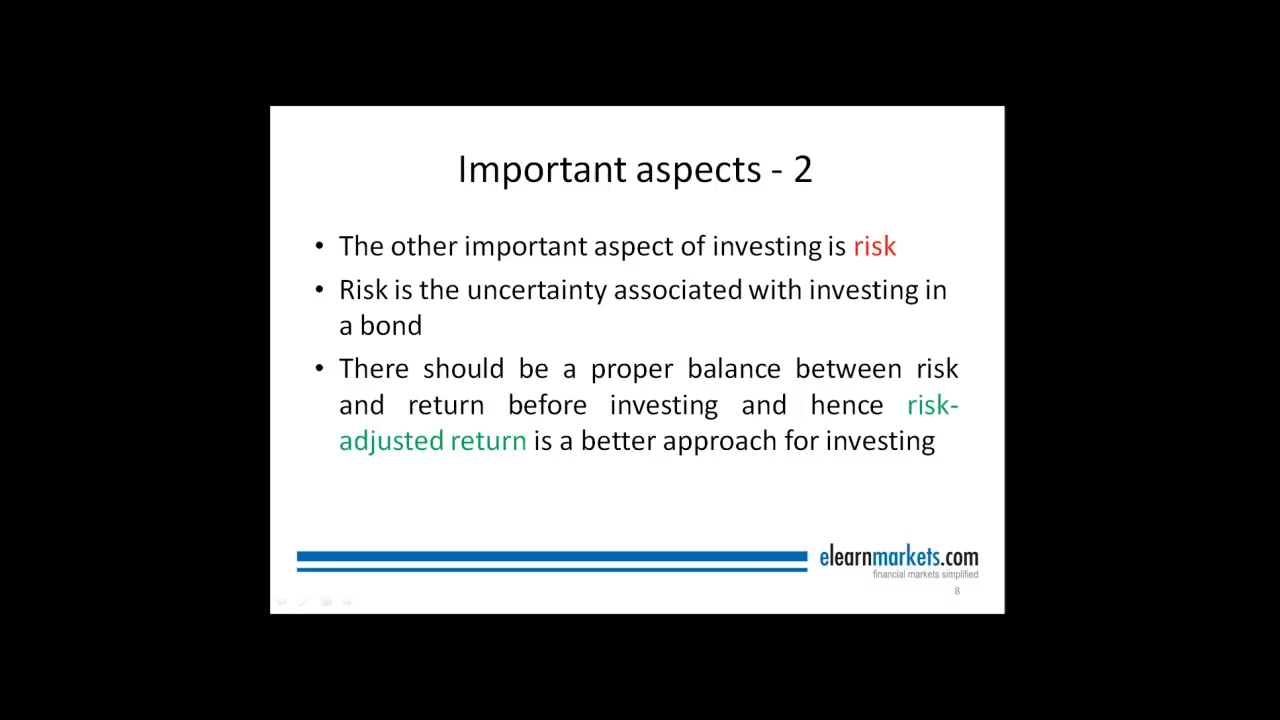 Important aspects - 2
• The other important aspect of investing is risk
• Risk is the uncertainty associated with investing in
a bond
• There should be a proper balance between risk
and return before investing and hence risk-
adjusted return is a better approach for investing
elearnmarkets.com
financial markets simplified
8